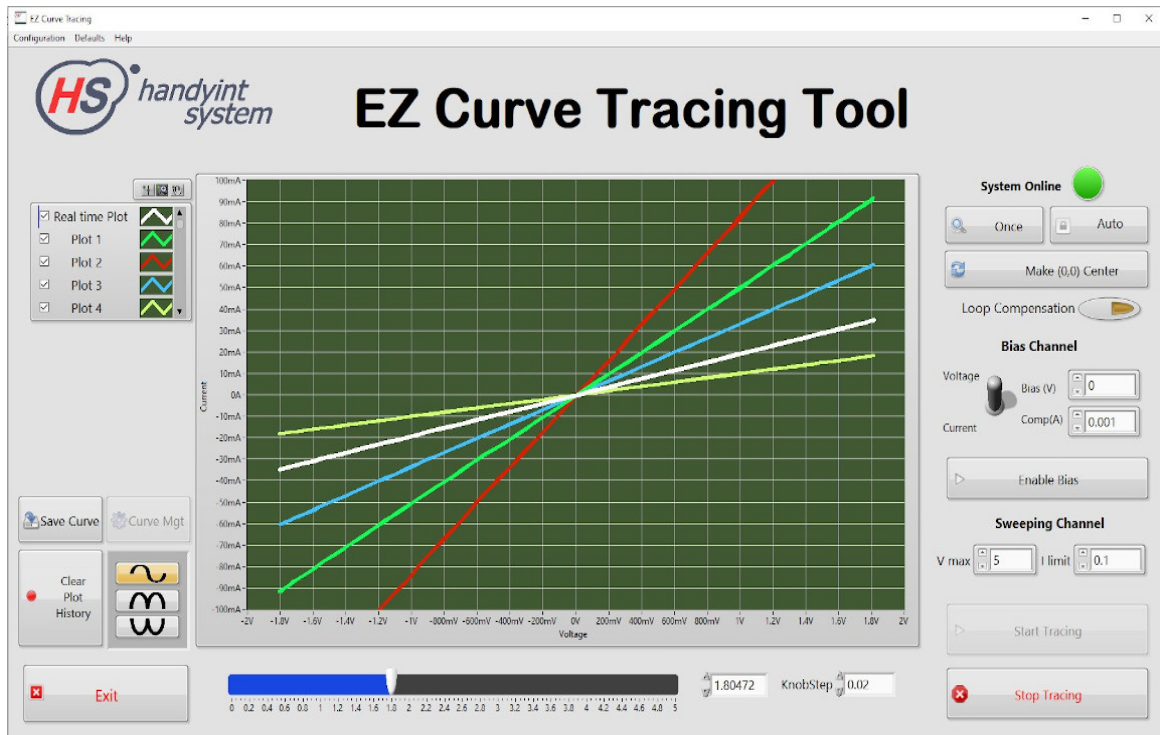 EZ Curve Tracing
Configuration Defaults Help
HS handyint
system
EZ Curve Tracing Tool
Real time Plot
Plot 1
Plot 2
Plot 3
Plot 4
Save Curve Curve Mgt
Clear
Plot
History
Exit
100mA
90mA
80mA
70mA
60mA
50mA
40mA
30mA
20mA
10mA
0A
-10mA
-20mA
-30mA
-40mA
-50mA
-60mA
-70mA
-80mA
-90mA
-100mA
Current
-2V -1.8V -1.6V -1.4V -1.2V -1V -800mV -600mV -400mV -200mV 0V 200mV 400mV 600mV 800mV 1V 1.2V 1.4V 1.6V 1.8V 2V
Voltage
0 0.2 0.4 0.6 0.8 1 1.2 1.4 1.6 1.8 2 2.2 2.4 2.6 2.8 3 3.2 3.4 3.6 3.8 4 4.2 4.4 4.6 4.8 5
1.80472 KnobStep 0.02
System Online
Once Auto
Make (0,0) Center
Loop Compensation
Bias Channel
Voltage
Bias (V) 0
Current
Comp(A) 0.001
Enable Bias
Sweeping Channel
V max 5 I limit 0.1
Start Tracing
Stop Tracing